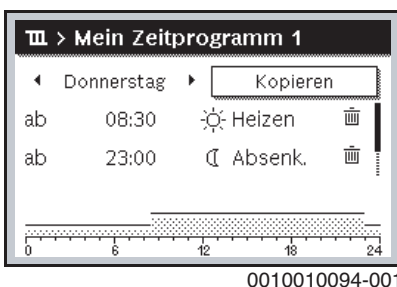 > Mein Zeitprogramm 1
Donnerstag Kopieren
ab 08:30 Heizen
ab 23:00 Absenk.
0 6 12 18 24
0010010094-001